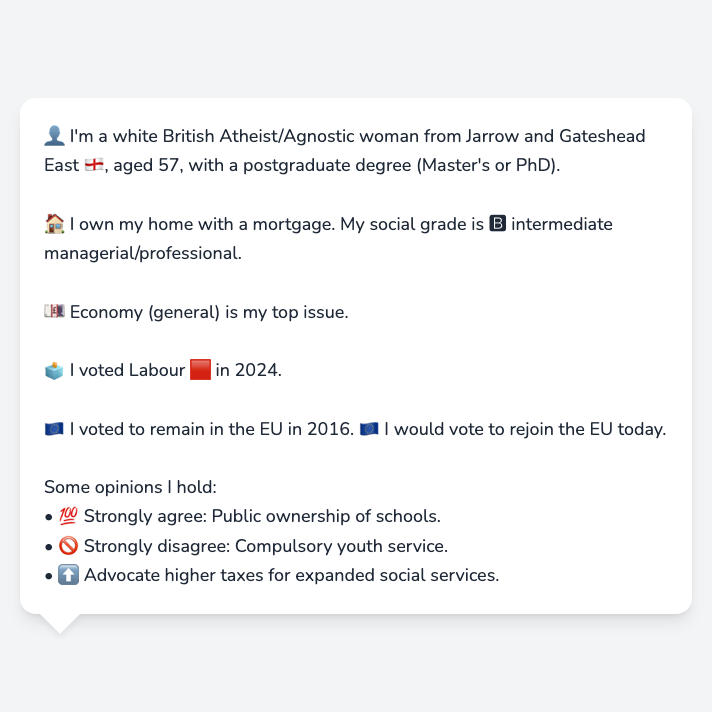 👤 I'm a white British Atheist/Agnostic woman from Jarrow and Gateshead
East 🏴󠁧󠁢󠁥󠁮󠁧󠁿, aged 57, with a postgraduate degree (Master's or PhD).
🏠 I own my home with a mortgage. My social grade is 🅱 intermediate
managerial/professional.
💷 Economy (general) is my top issue.
🗳️ I voted Labour 🟥 in 2024.
🇪🇺 I voted to remain in the EU in 2016. 🇪🇺 I would vote to rejoin the EU today.
Some opinions I hold:
• 💯 Strongly agree: Public ownership of schools.
• 🚫 Strongly disagree: Compulsory youth service.
• ⬆️ Advocate higher taxes for expanded social services.